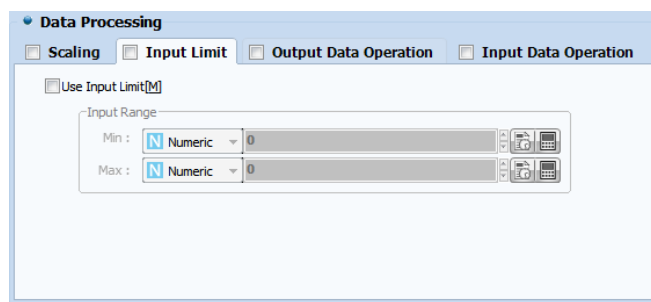 Data Processing
Scaling Input Limit Output Data Operation Input Data Operation
Use Input Limit[M]
Input Range
Min : N Numeric 0
Max : N Numeric 0